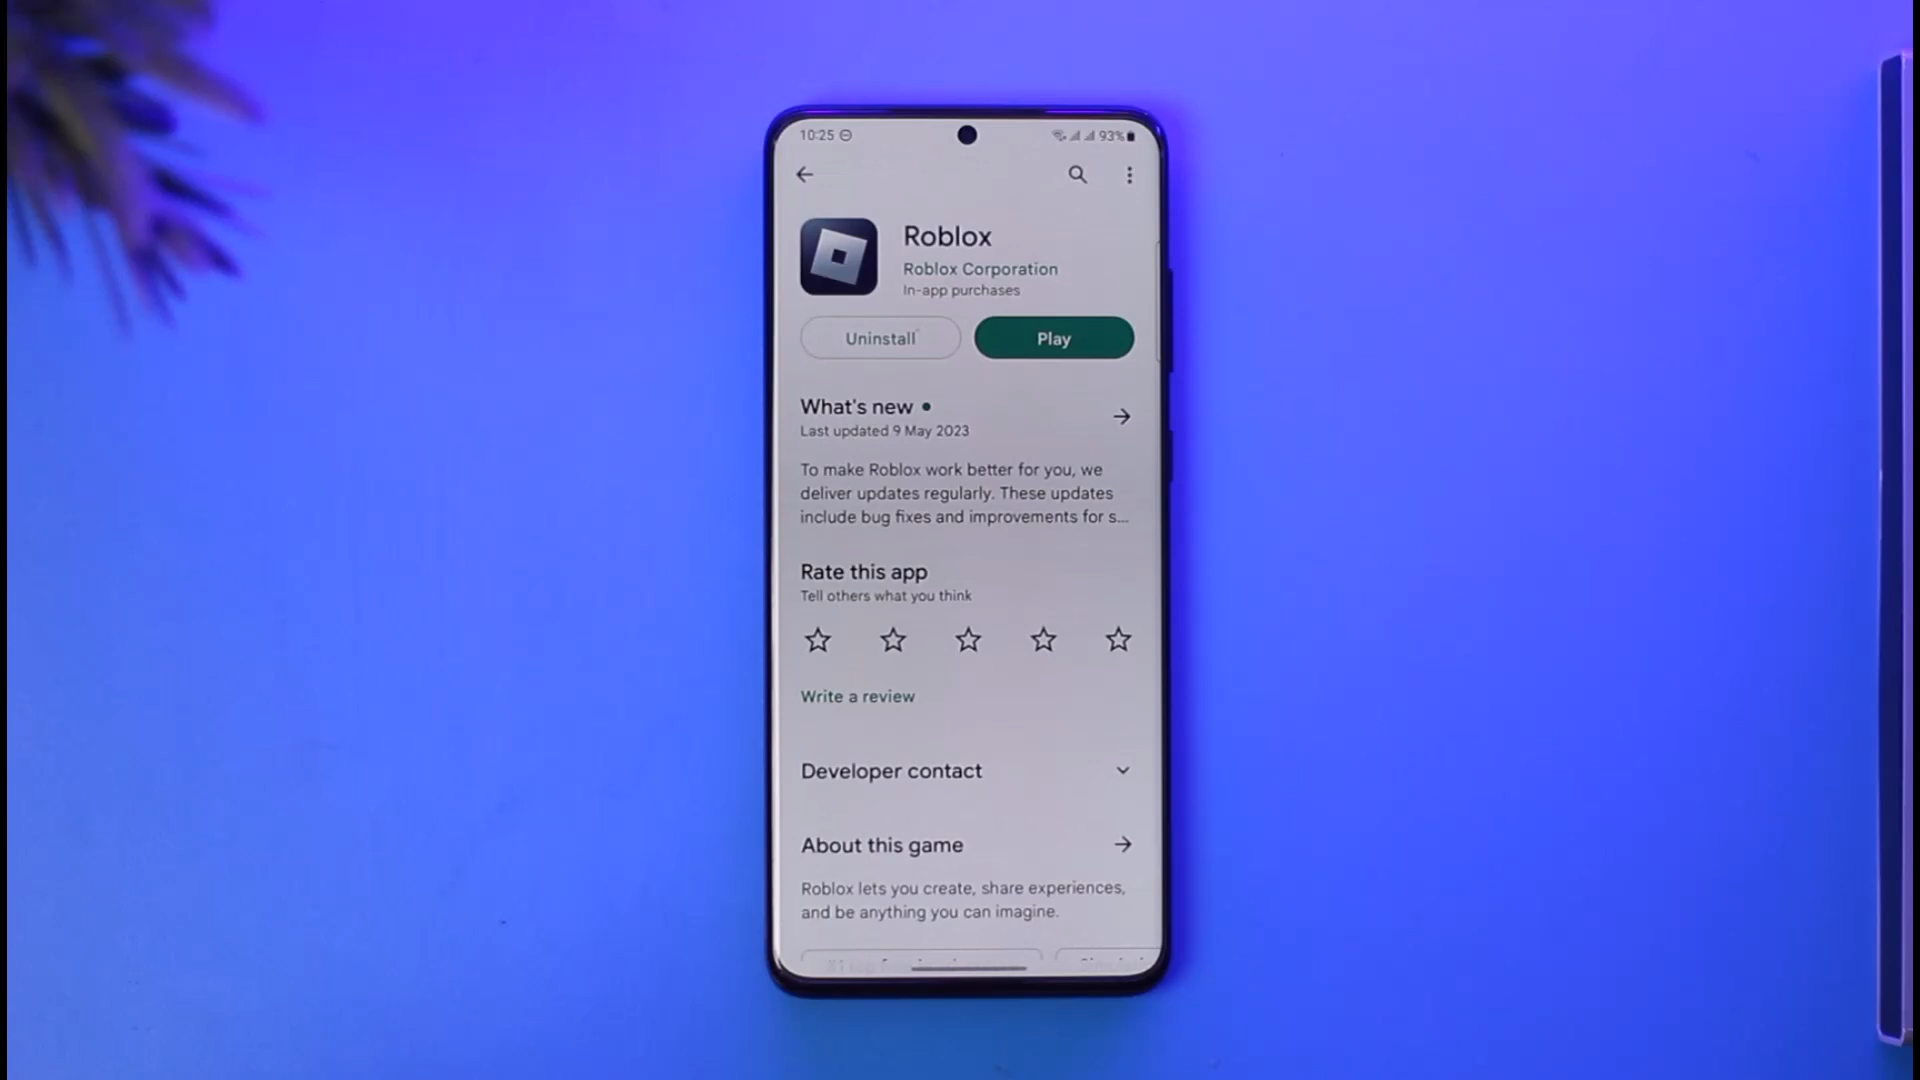 10:25
93%
Roblox
Roblox Corporation
In-app purchases
Uninstall
Play
What's new
Last updated 9 May 2023
To make Roblox work better for you, we
deliver updates regularly. These updates
include bug fixes and improvements for s...
Rate this app
Tell others what you think
Write a review
Developer contact
About this game
Roblox lets you create, share experiences,
and be anything you can imagine.